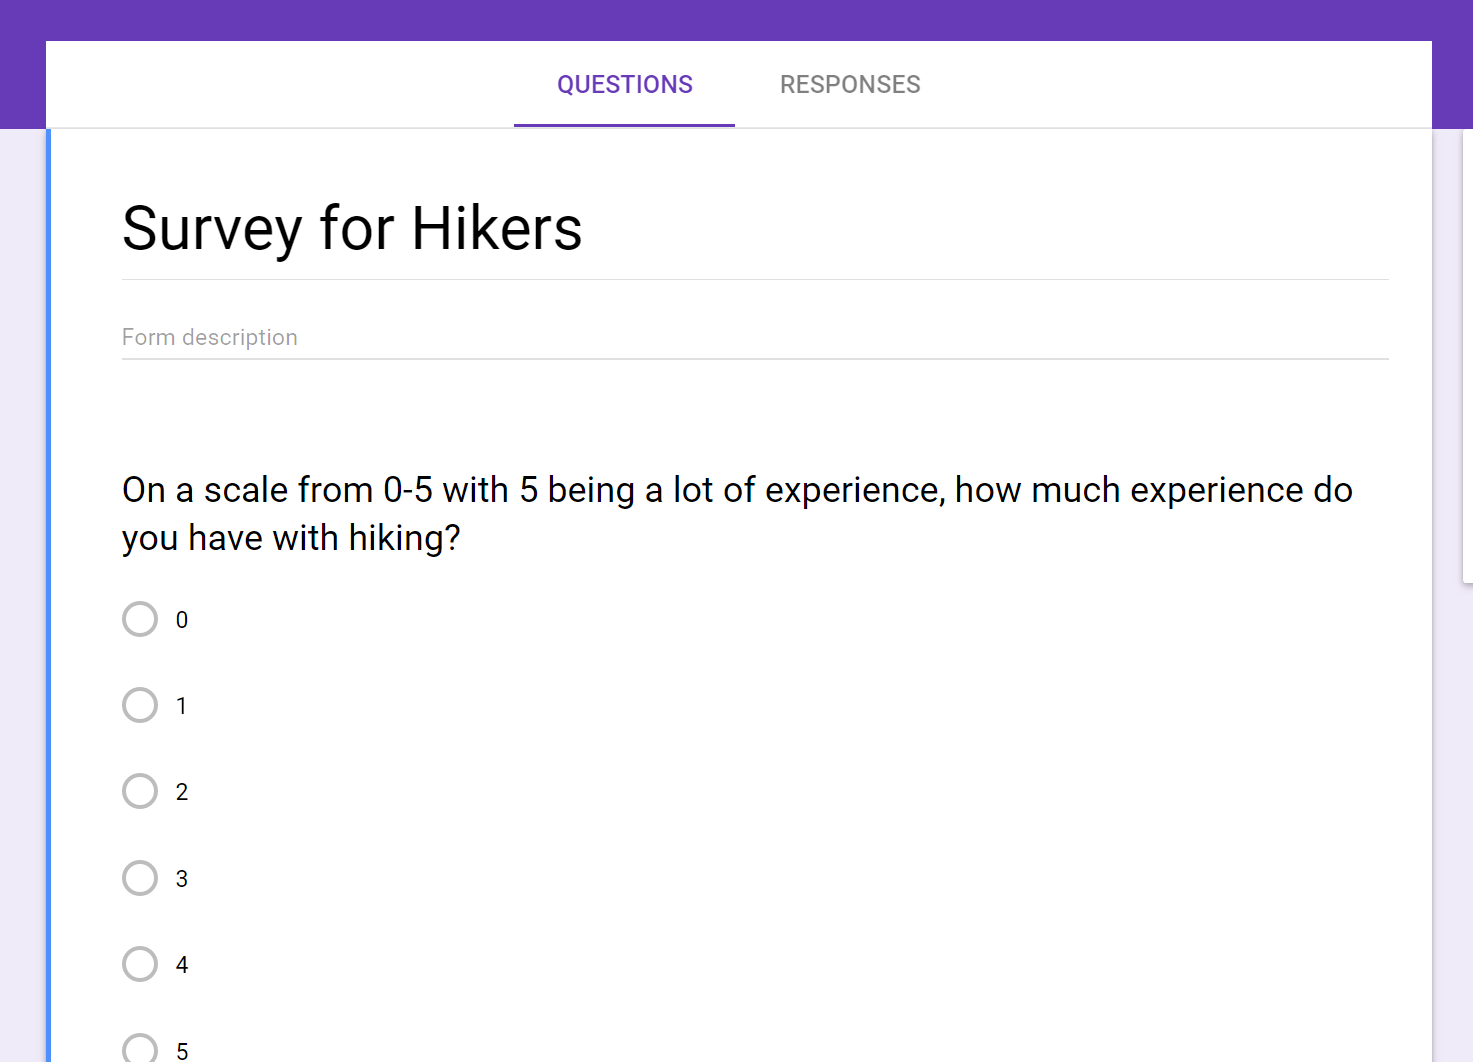 QUESTIONS RESPONSES
Survey for Hikers
Form description
On a scale from 0-5 with 5 being a lot of experience, how much experience do
you have with hiking?
0
1
2
3
4
5